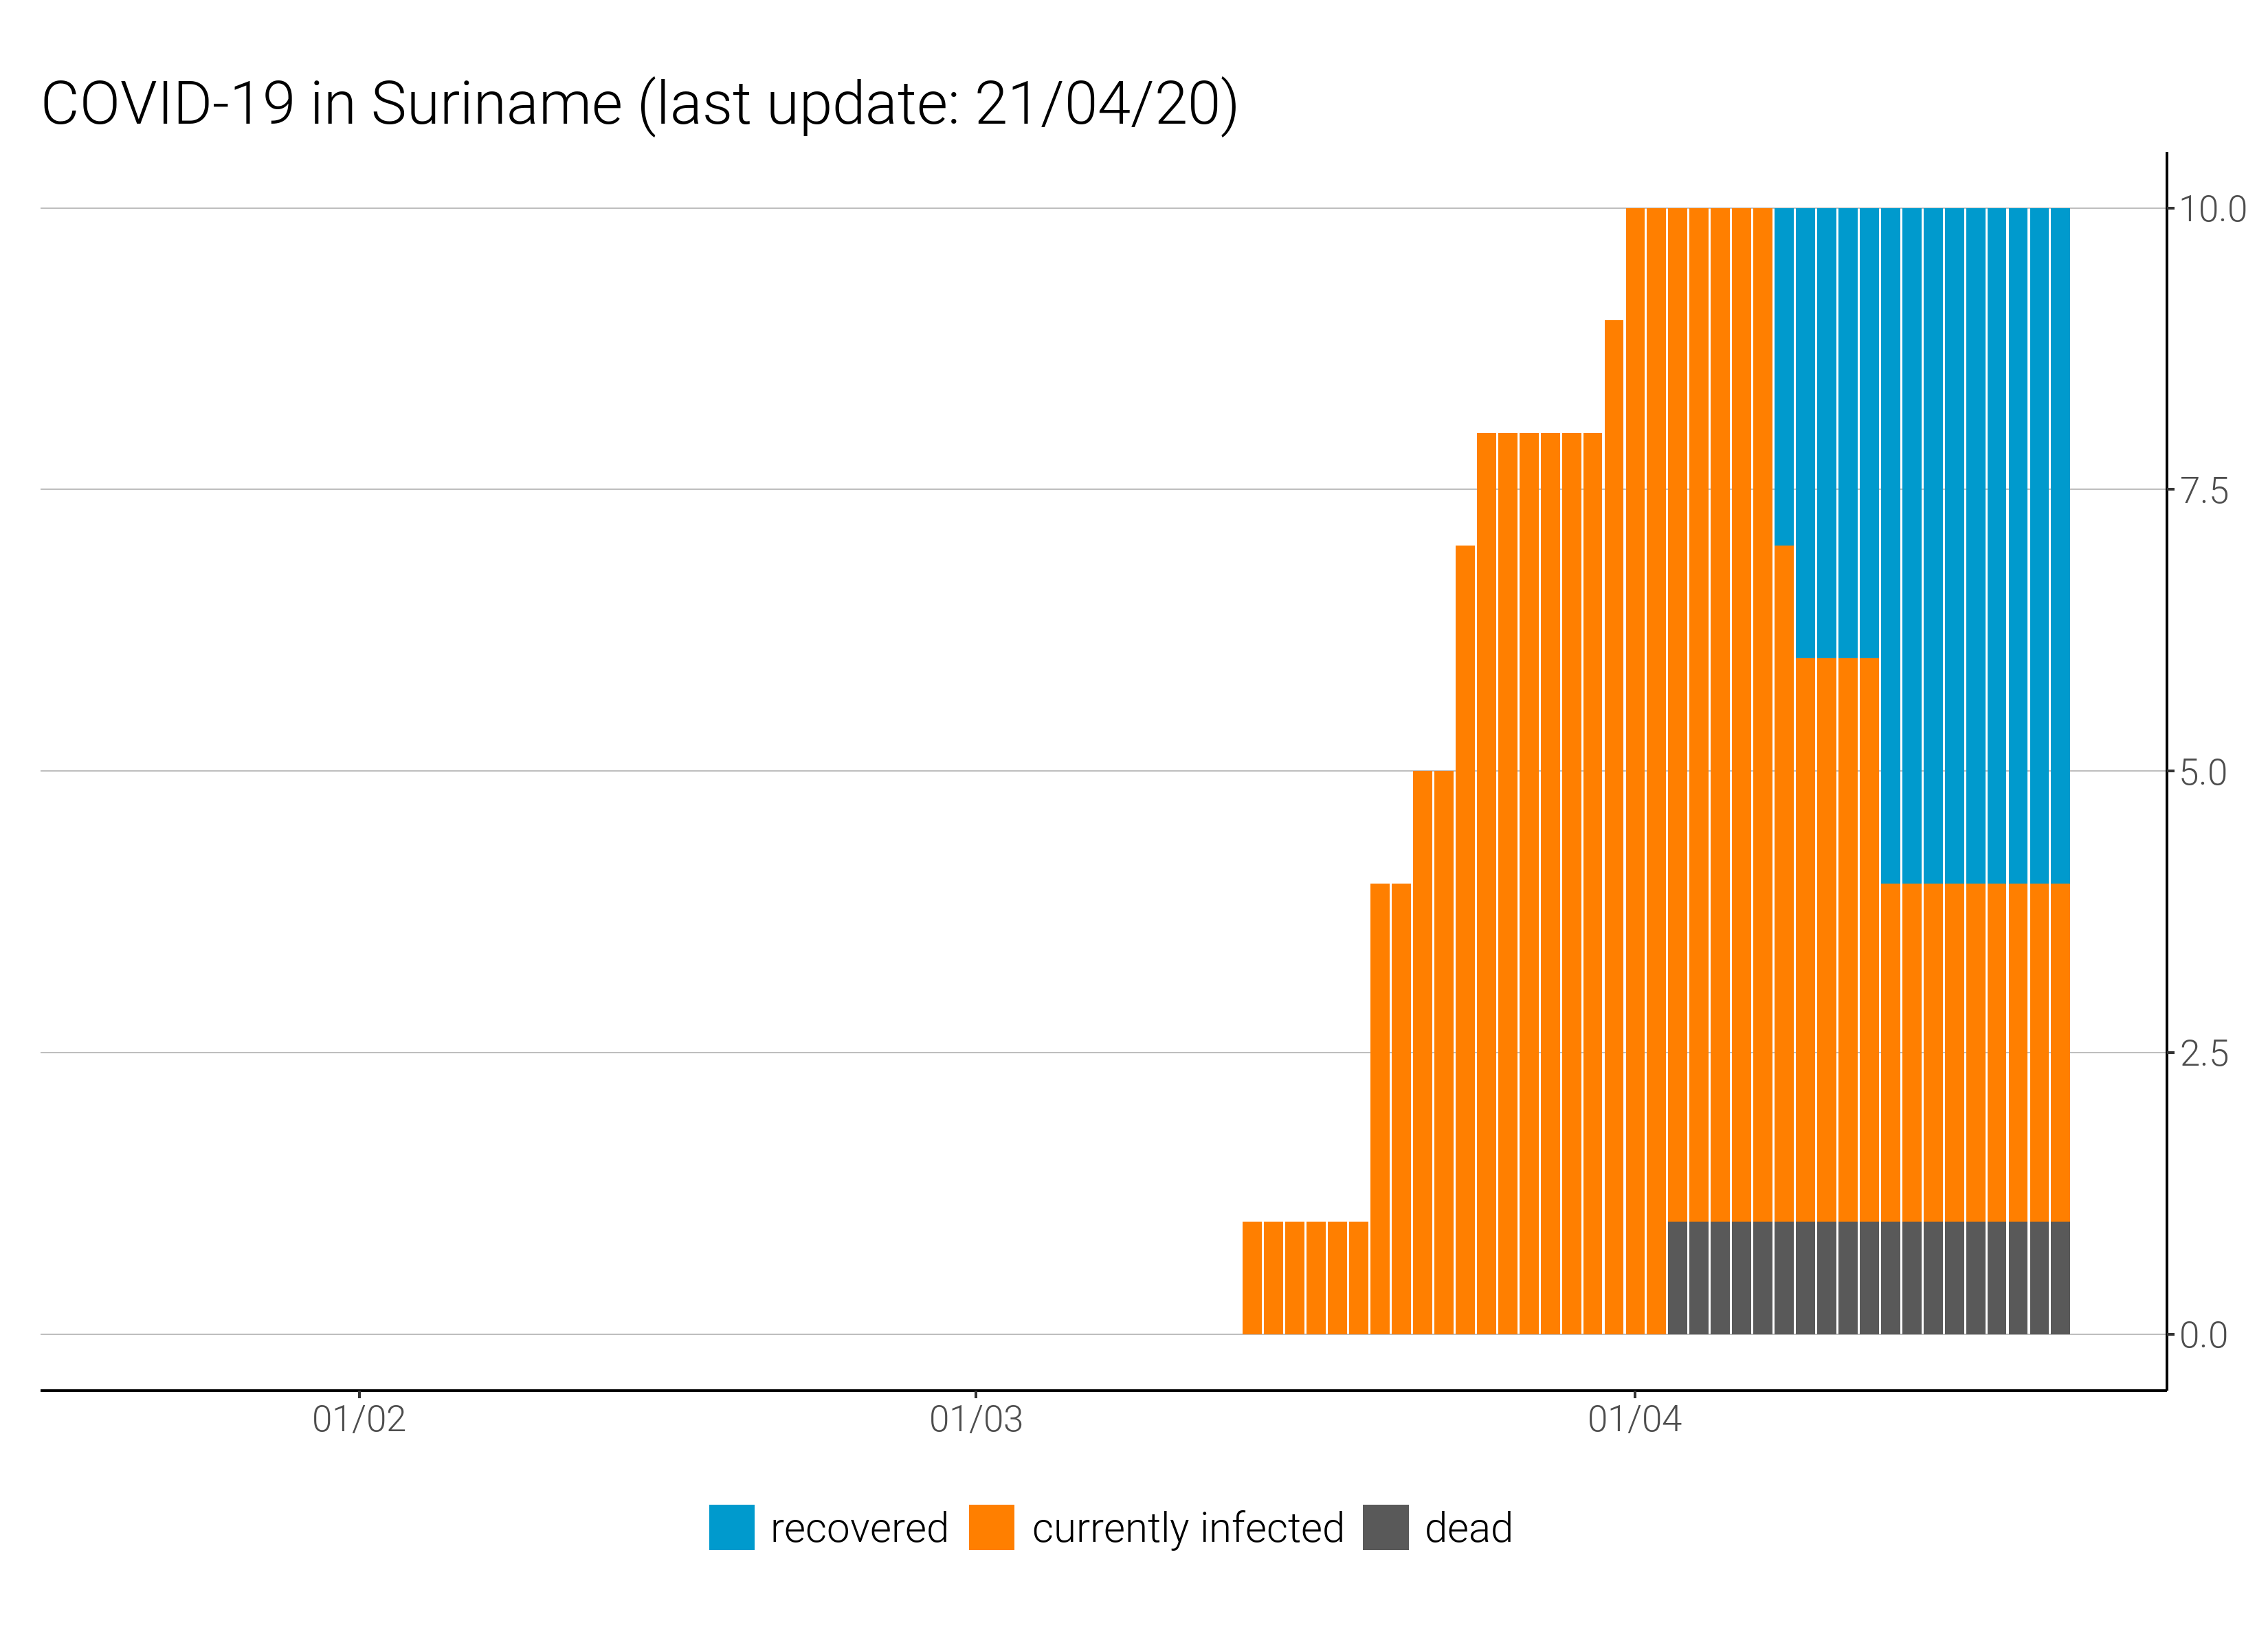 COVID-19 in Suriname (last update: 21/04/20)
10.0
7.5
5.0
2.5
0.0
01/02 01/03 01/04
recovered currently infected dead